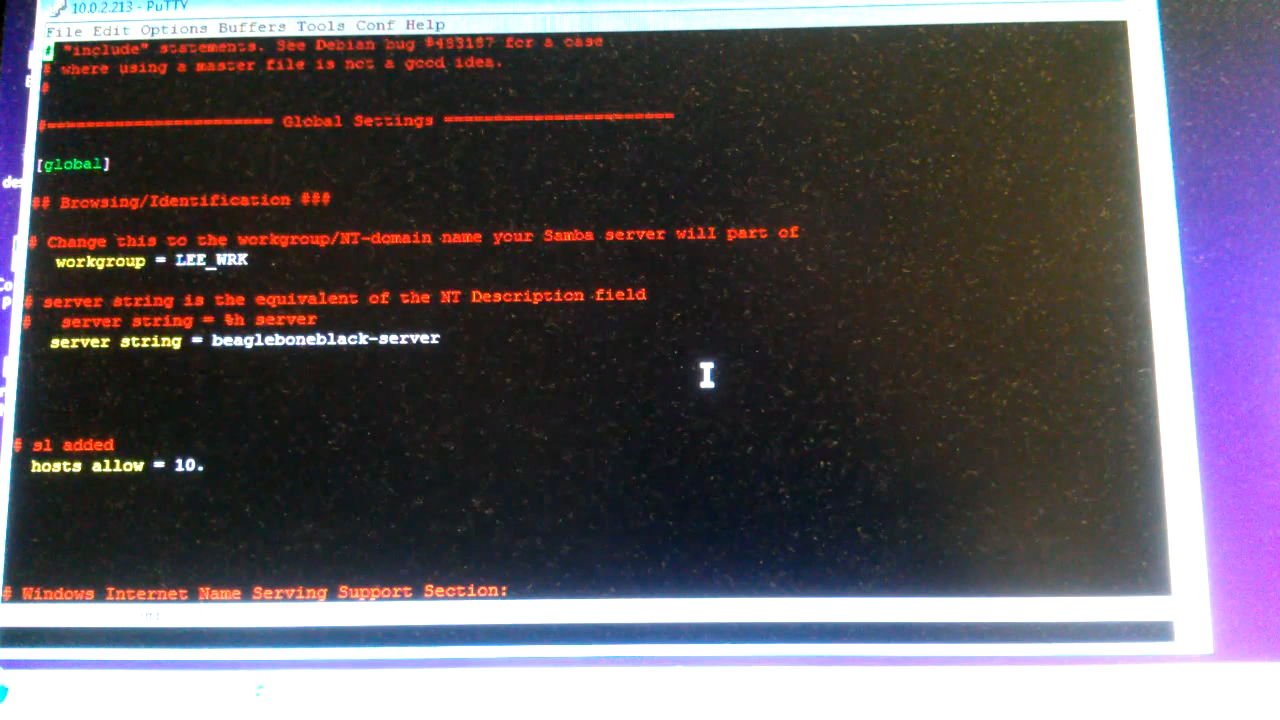 10.0.2.213 - PuTTY
File Edit Options Buffers Tools Conf Help
# "include" statements. See Debian bug #483187 for a case
# where using a master file is not a good idea.
#
#======================= Global Settings =======================
[global]
## Browsing/Identification ###
# Change this to the workgroup/NT-domain name your Samba server will part of
workgroup = LEE_WRK
# server string is the equivalent of the NT Description field
# server string = %h server
server string = beagleboneblack-server
# sl added
hosts allow = 10.
# Windows Internet Name Serving Support Section: